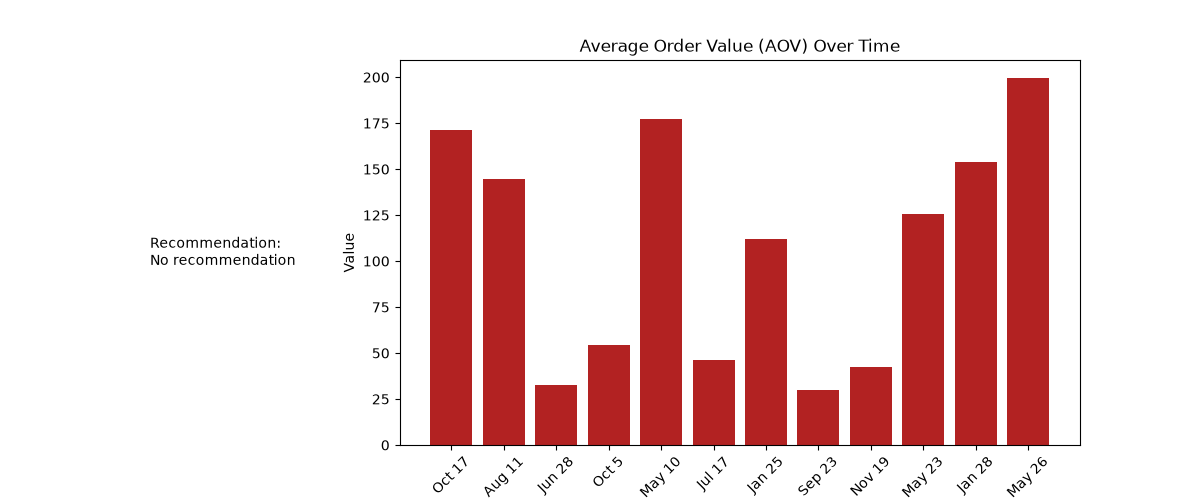 Average Order Value (AOV) Over Time
Recommendation:
No recommendation
Value
200
175
150
125
100
75
50
25
0
Oct 17
Aug 11
Jun 28
Oct 5
May 10
Jul 17
Jan 25
Sep 23
Nov 19
May 23
Jan 28
May 26